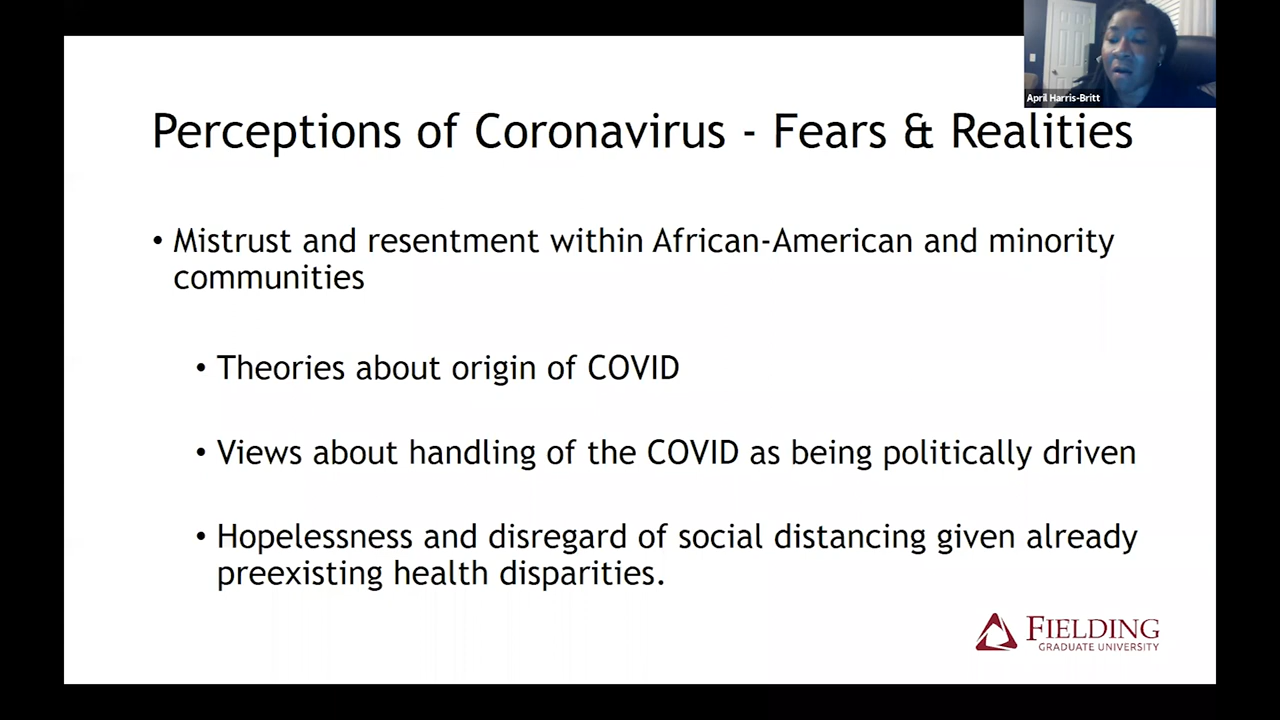 April Harris-Britt
Perceptions of Coronavirus - Fears & Realities
• Mistrust and resentment within African-American and minority
communities
• Theories about origin of COVID
• Views about handling of the COVID as being politically driven
• Hopelessness and disregard of social distancing given already
preexisting health disparities.
FIELDING
GRADUATE UNIVERSITY